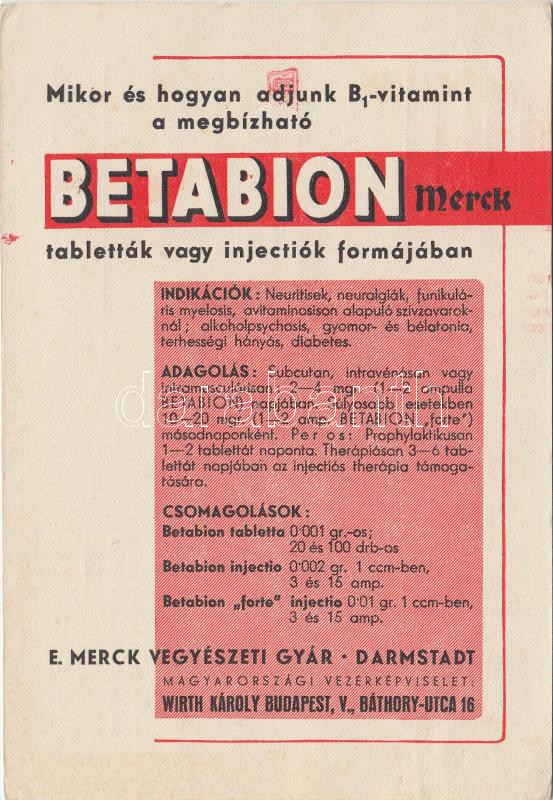 Mikor és hogyan adjunk B₁-vitamint
a megbízható
BETABION Merck
tabletták vagy injectiók formájában
INDIKÁCIÓK: Neuritisek, neuralgiák, funikulá-
ris myelosis, avitaminosison alapuló szivzavarok-
nál; alkoholpsychosis, gyomor- és bélatonia,
terhességi hányás, diabetes.
ADAGOLÁS: Subcutan, intravénásan vagy
intramusculárisan: 2—4 mgr (1—2 ampulla
BETABION) napjában. Súlyosabb esetekben
10—20 mgr (1—2 amp. BETABION „forte")
másodnaponként. Per os: Prophylaktikusan
1—2 tablettát naponta. Therápiásan 3—6 tab-
lettát napjában az injectiós therápia támoga-
tására.
CSOMAGOLÁSOK:
Betabion tabletta 0·001 gr.-os;
20 és 100 drb-os
Betabion injectio 0·002 gr. 1 ccm-ben,
3 és 15 amp.
Betabion „forte" injectio 0·01 gr. 1 ccm-ben,
3 és 15 amp.
E. MERCK VEGYÉSZETI GYÁR · DARMSTADT
MAGYARORSZÁGI VEZÉRKÉPVISELET:
WIRTH KÁROLY BUDAPEST, V., BÁTHORY-UTCA 16
darabanth